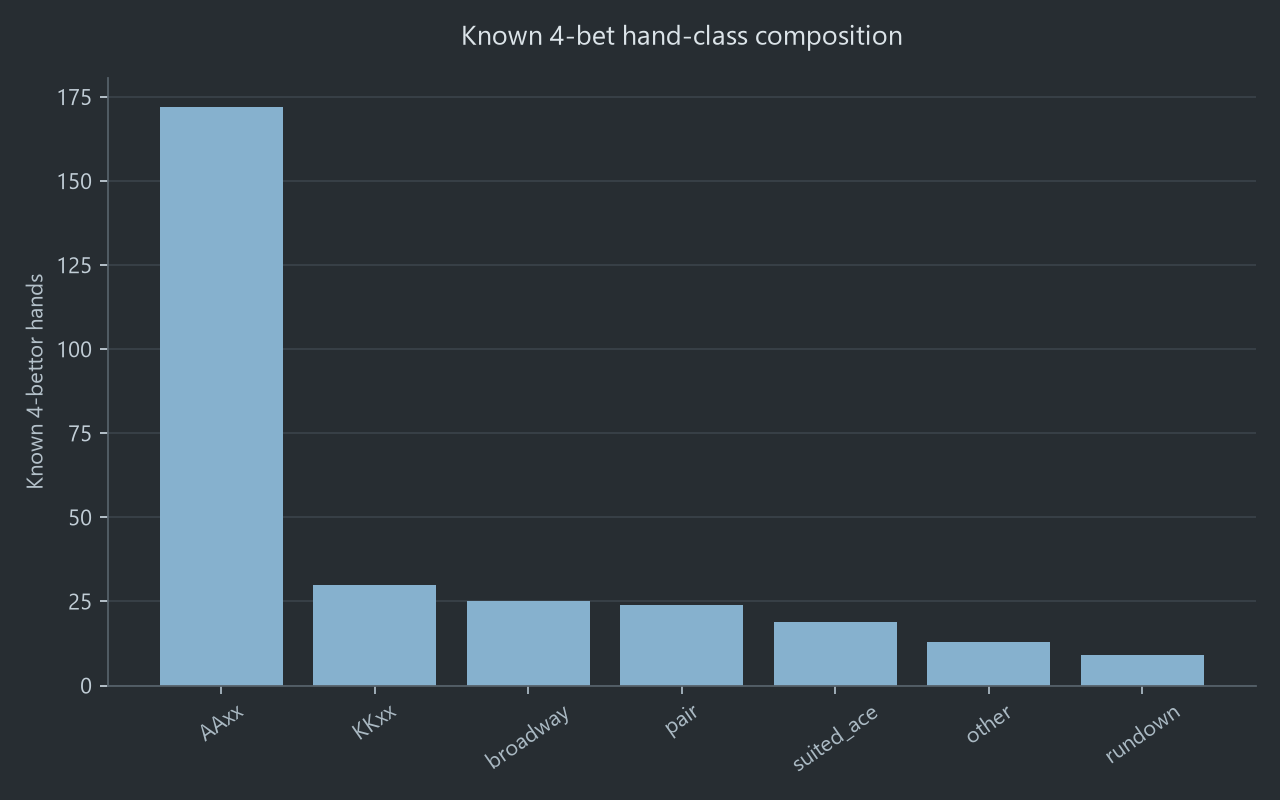 Known 4-bet hand-class composition
Known 4-bettor hands
175
150
125
100
75
50
25
0
AAxx
KKxx
broadway
pair
suited_ace
other
rundown